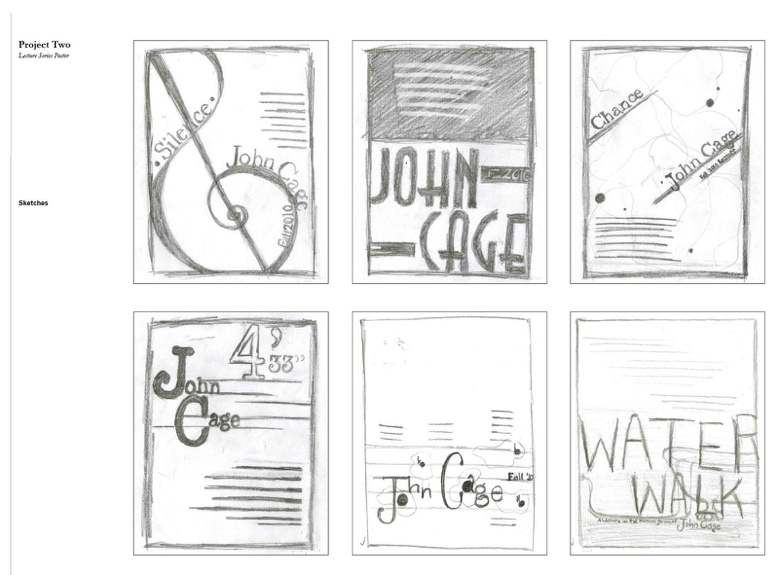 Project Two
Lecture Series Poster
Sketches
Silence.
John Cage
Fall 2010
JOHN
F 2010
CAGE
Chance
John Cage
4'33"
John
Cage
John Cage
Fall '10
WATER
WALK
John Cage